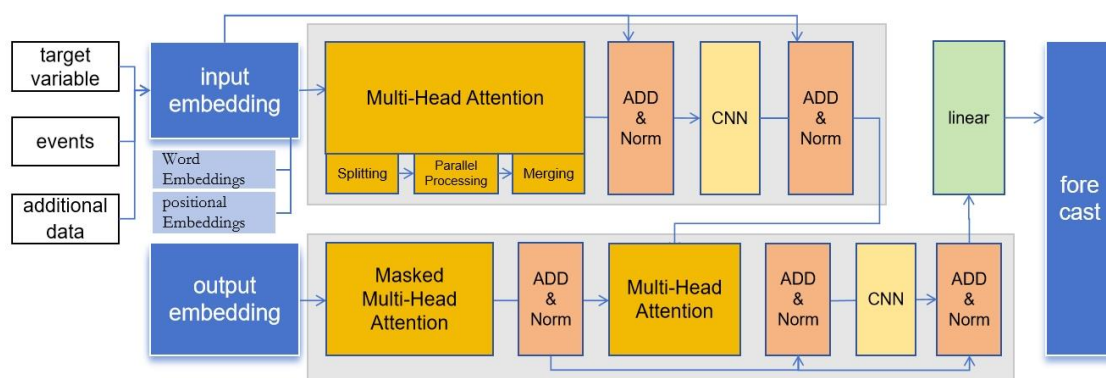 target
variable
events
additional
data
input
embedding
Word
Embeddings
positional
Embeddings
Multi-Head Attention
Splitting
Parallel
Processing
Merging
ADD
&
Norm
CNN
ADD
&
Norm
linear
fore
cast
output
embedding
Masked
Multi-Head
Attention
ADD
&
Norm
Multi-Head
Attention
ADD
&
Norm
CNN
ADD
&
Norm